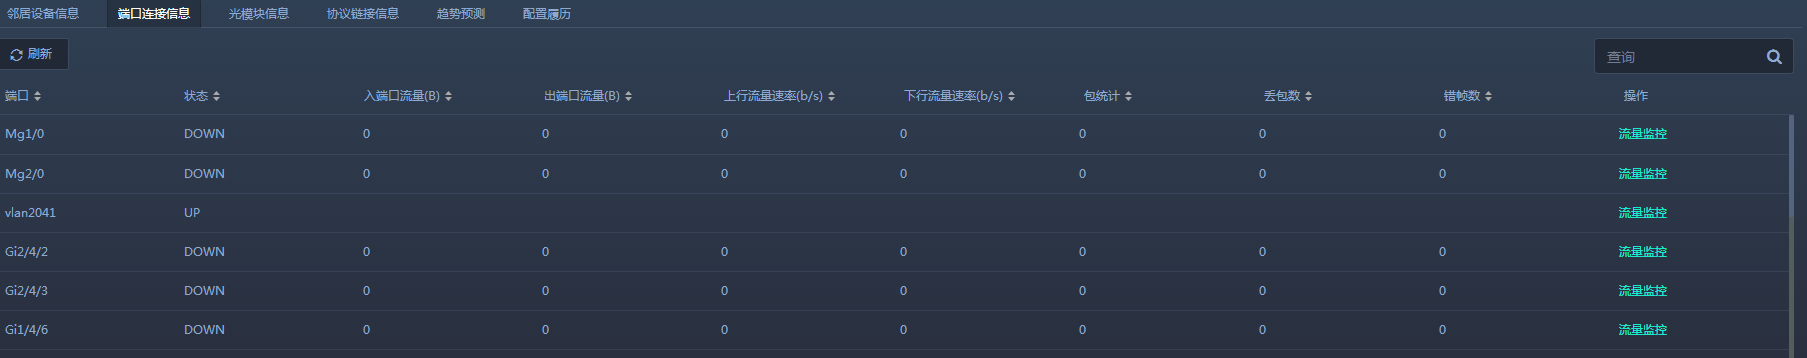 邻居设备信息 端口连接信息 光模块信息 协议链接信息 趋势预测 配置履历
刷新 查询
端口 状态 入端口流量(B) 出端口流量(B) 上行流量速率(b/s) 下行流量速率(b/s) 包统计 丢包数 错帧数 操作
Mg1/0 DOWN 0 0 0 0 0 0 0 流量监控
Mg2/0 DOWN 0 0 0 0 0 0 0 流量监控
vlan2041 UP 流量监控
Gi2/4/2 DOWN 0 0 0 0 0 0 0 流量监控
Gi2/4/3 DOWN 0 0 0 0 0 0 0 流量监控
Gi1/4/6 DOWN 0 0 0 0 0 0 0 流量监控